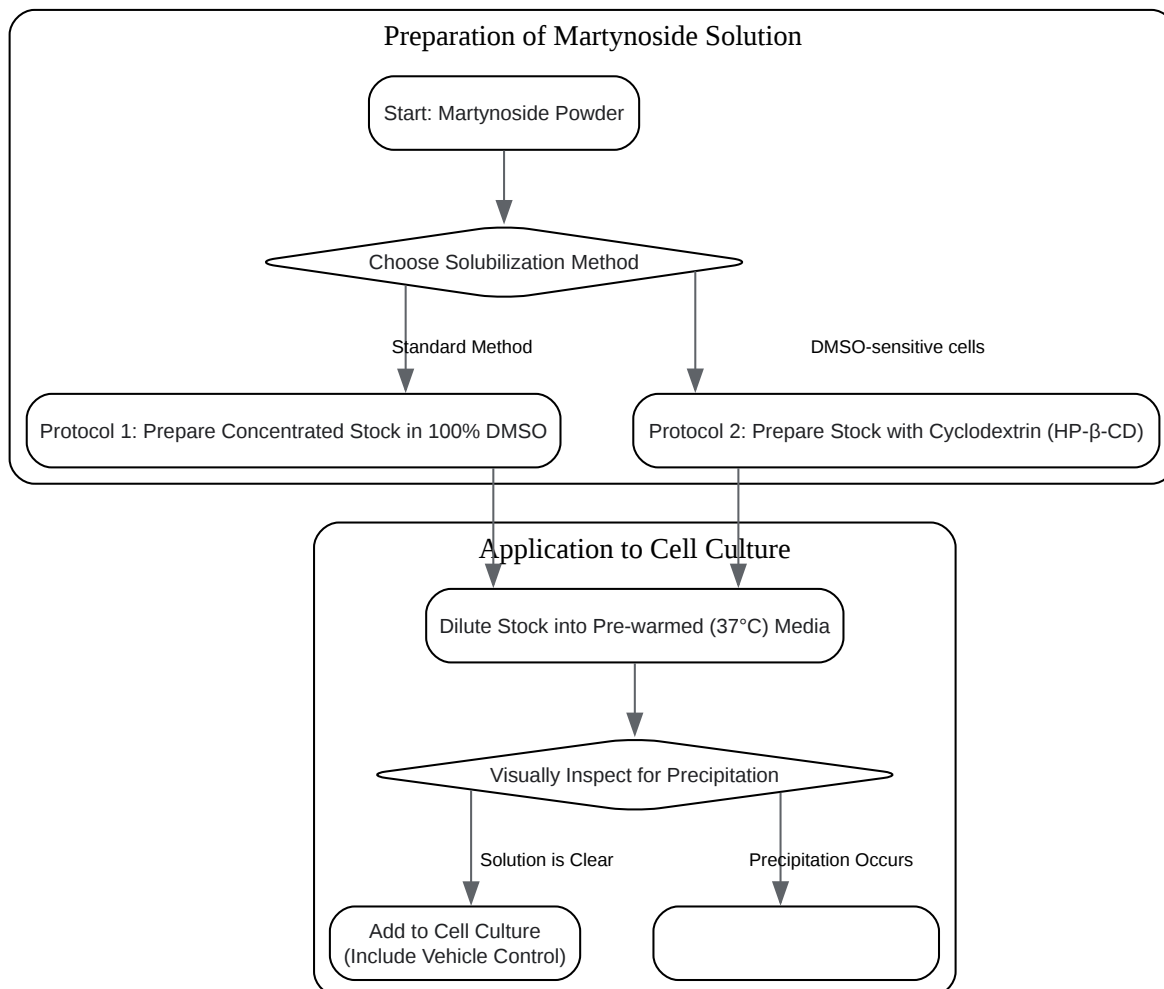 Preparation of Martynoside Solution
Start: Martynoside Powder
Choose Solubilization Method
Standard Method
DMSO-sensitive cells
Protocol 1: Prepare Concentrated Stock in 100% DMSO
Protocol 2: Prepare Stock with Cyclodextrin (HP-β-CD)
Application to Cell Culture
Dilute Stock into Pre-warmed (37°C) Media
Visually Inspect for Precipitation
Solution is Clear
Precipitation Occurs
Add to Cell Culture
(Include Vehicle Control)